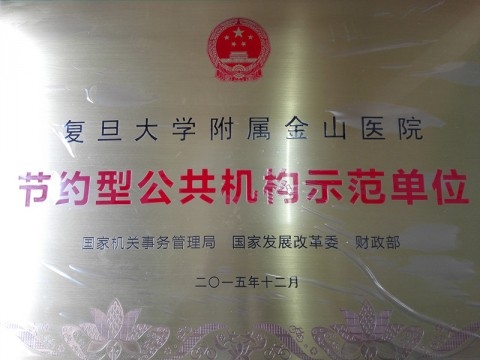 复旦大学附属金山医院
节约型公共机构示范单位
国家机关事务管理局 国家发展改革委 财政部
二〇一五年十二月